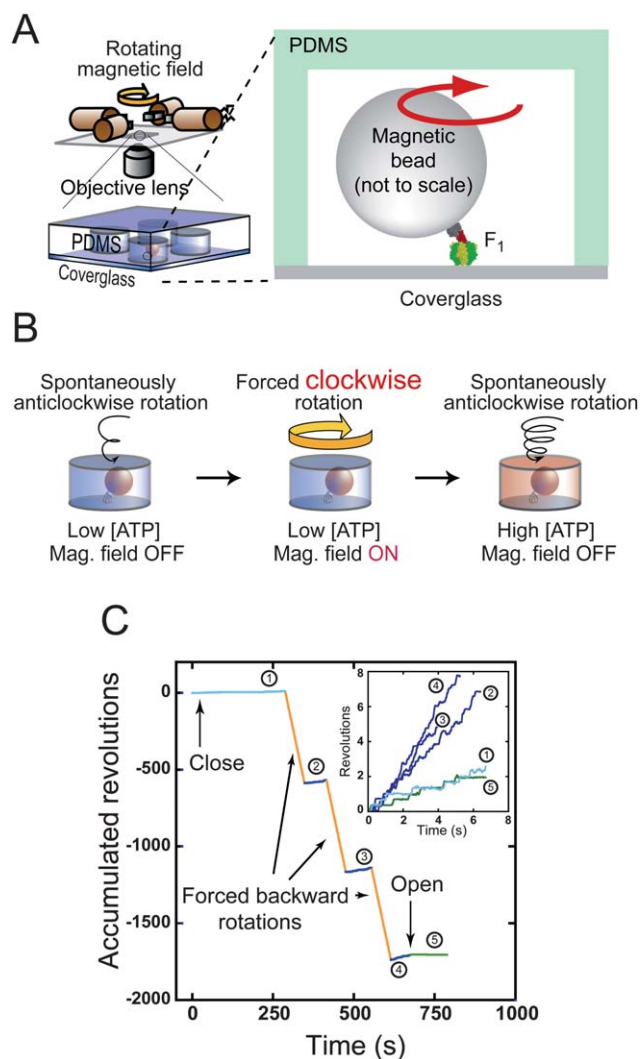 A
Rotating
magnetic field
Objective lens
PDMS
Coverglass
PDMS
Magnetic
bead
(not to scale)
F1
Coverglass
B
Spontaneously
anticlockwise rotation
Low [ATP]
Mag. field OFF
Forced clockwise
rotation
Low [ATP]
Mag. field ON
Spontaneously
anticlockwise rotation
High [ATP]
Mag. field OFF
C
Accumulated revolutions
0
-500
-1000
-1500
-2000
0
250
500
750
1000
Time (s)
①
Close
②
③
Forced backward
rotations
Open
④
⑤
Revolutions
8
6
4
2
0
0
2
4
6
8
Time (s)
④
②
③
①
⑤